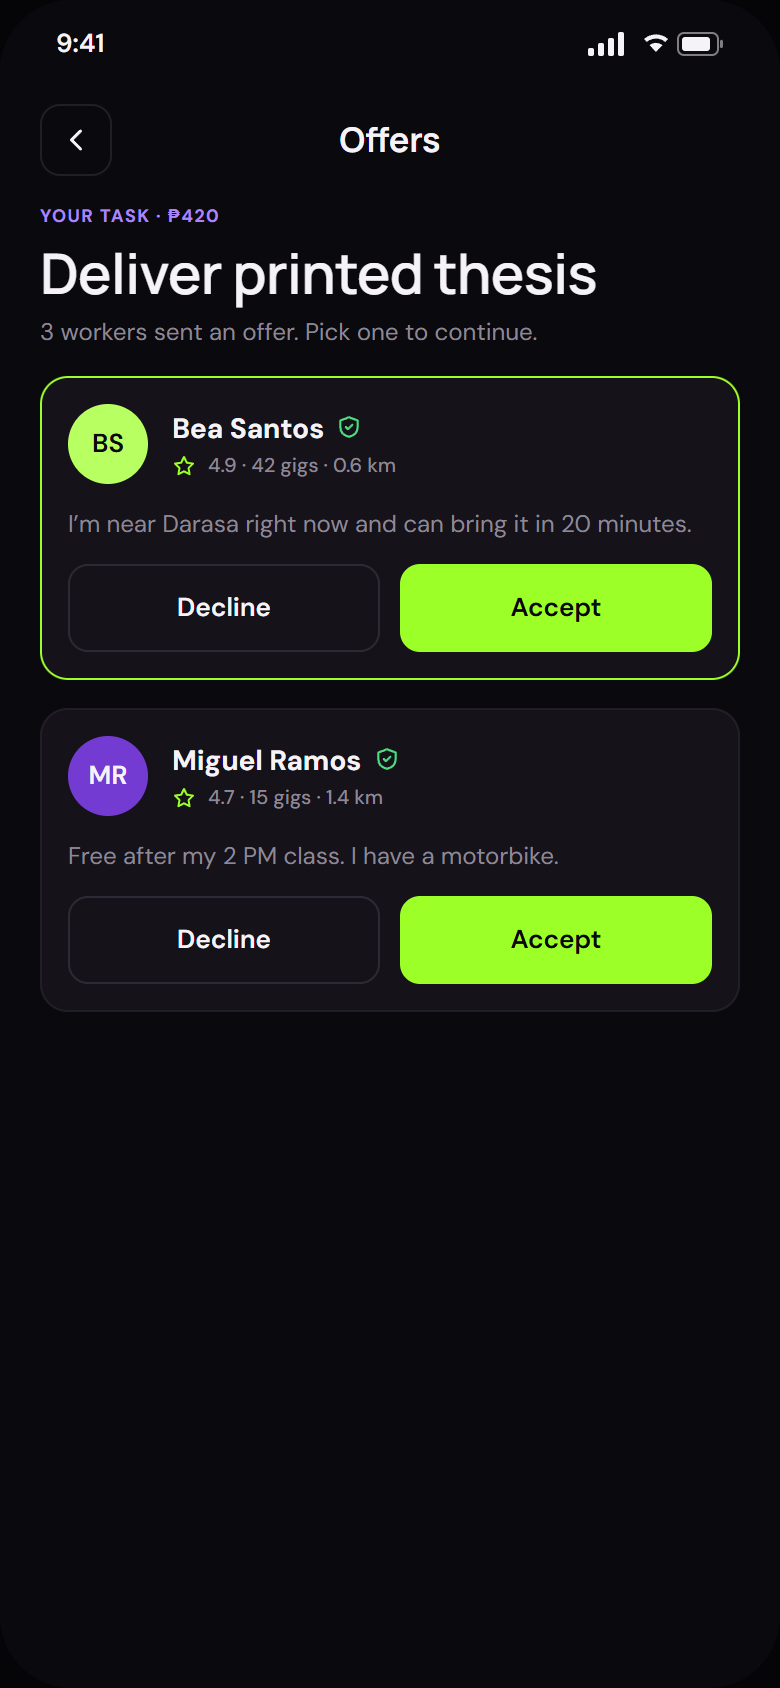 9:41
Offers
YOUR TASK · ₱420
Deliver printed thesis
3 workers sent an offer. Pick one to continue.
BS
Bea Santos
4.9 · 42 gigs · 0.6 km
I’m near Darasa right now and can bring it in 20 minutes.
Decline
Accept
MR
Miguel Ramos
4.7 · 15 gigs · 1.4 km
Free after my 2 PM class. I have a motorbike.
Decline
Accept